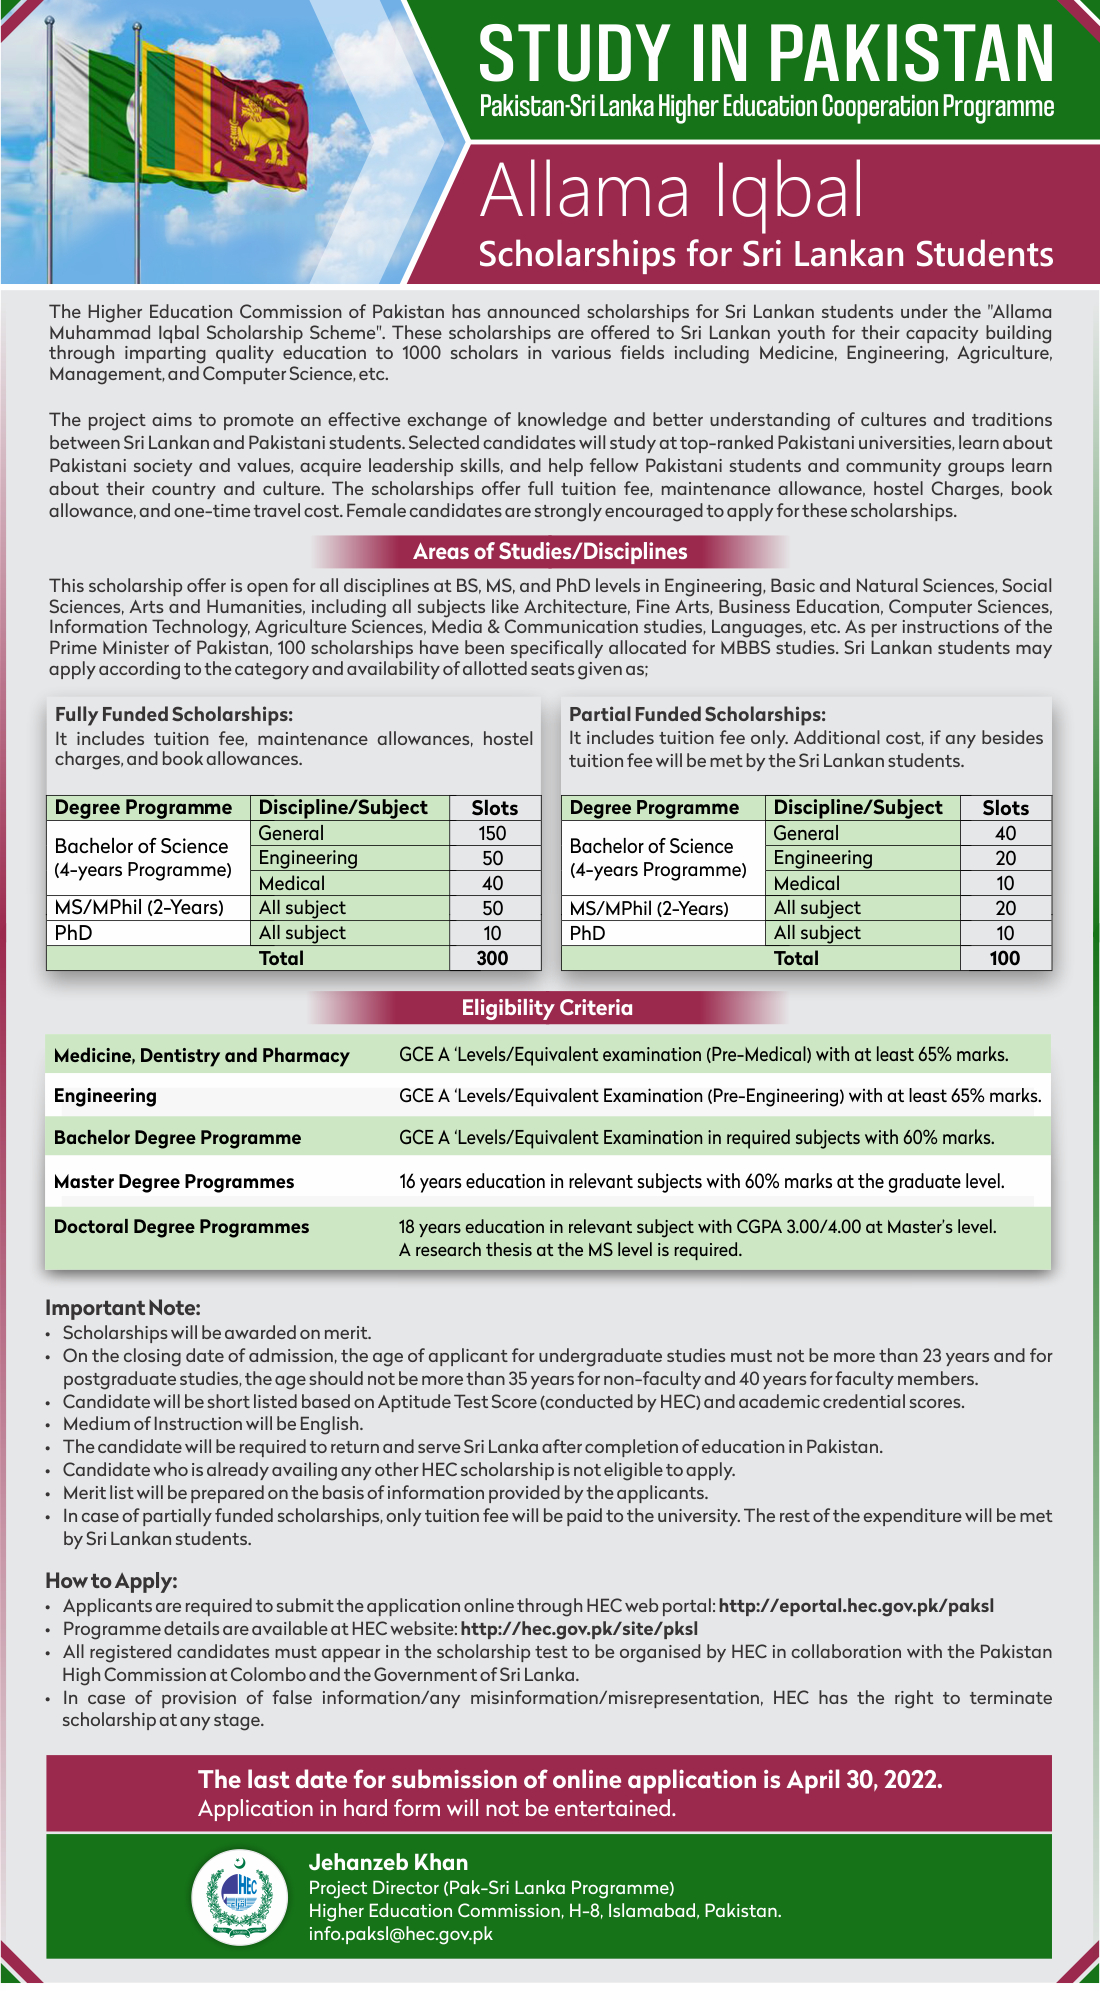 STUDY IN PAKISTAN
Pakistan-Sri Lanka Higher Education Cooperation Programme
Allama Iqbal
Scholarships for Sri Lankan Students
The Higher Education Commission of Pakistan has announced scholarships for Sri Lankan students under the "Allama
Muhammad Iqbal Scholarship Scheme". These scholarships are offered to Sri Lankan youth for their capacity building
through imparting quality education to 1000 scholars in various fields including Medicine, Engineering, Agriculture,
Management, and Computer Science, etc.
The project aims to promote an effective exchange of knowledge and better understanding of cultures and traditions
between Sri Lankan and Pakistani students. Selected candidates will study at top-ranked Pakistani universities, learn about
Pakistani society and values, acquire leadership skills, and help fellow Pakistani students and community groups learn
about their country and culture. The scholarships offer full tuition fee, maintenance allowance, hostel Charges, book
allowance, and one-time travel cost. Female candidates are strongly encouraged to apply for these scholarships.
Areas of Studies/Disciplines
This scholarship offer is open for all disciplines at BS, MS, and PhD levels in Engineering, Basic and Natural Sciences, Social
Sciences, Arts and Humanities, including all subjects like Architecture, Fine Arts, Business Education, Computer Sciences,
Information Technology, Agriculture Sciences, Media & Communication studies, Languages, etc. As per instructions of the
Prime Minister of Pakistan, 100 scholarships have been specifically allocated for MBBS studies. Sri Lankan students may
apply according to the category and availability of allotted seats given as;
Fully Funded Scholarships:
It includes tuition fee, maintenance allowances, hostel
charges, and book allowances.
Degree Programme Discipline/Subject Slots
Bachelor of Science
(4-years Programme)
General 150
Engineering 50
Medical 40
MS/MPhil (2-Years) All subject 50
PhD All subject 10
Total 300
Partial Funded Scholarships:
It includes tuition fee only. Additional cost, if any besides
tuition fee will be met by the Sri Lankan students.
Degree Programme Discipline/Subject Slots
Bachelor of Science
(4-years Programme)
General 40
Engineering 20
Medical 10
MS/MPhil (2-Years) All subject 20
PhD All subject 10
Total 100
Eligibility Criteria
Medicine, Dentistry and Pharmacy GCE A ‘Levels/Equivalent examination (Pre-Medical) with at least 65% marks.
Engineering GCE A ‘Levels/Equivalent Examination (Pre-Engineering) with at least 65% marks.
Bachelor Degree Programme GCE A ‘Levels/Equivalent Examination in required subjects with 60% marks.
Master Degree Programmes 16 years education in relevant subjects with 60% marks at the graduate level.
Doctoral Degree Programmes 18 years education in relevant subject with CGPA 3.00/4.00 at Master’s level.
A research thesis at the MS level is required.
Important Note:
• Scholarships will be awarded on merit.
• On the closing date of admission, the age of applicant for undergraduate studies must not be more than 23 years and for
postgraduate studies, the age should not be more than 35 years for non-faculty and 40 years for faculty members.
• Candidate will be short listed based on Aptitude Test Score (conducted by HEC) and academic credential scores.
• Medium of Instruction will be English.
• The candidate will be required to return and serve Sri Lanka after completion of education in Pakistan.
• Candidate who is already availing any other HEC scholarship is not eligible to apply.
• Merit list will be prepared on the basis of information provided by the applicants.
• In case of partially funded scholarships, only tuition fee will be paid to the university. The rest of the expenditure will be met
by Sri Lankan students.
How to Apply:
• Applicants are required to submit the application online through HEC web portal: http://eportal.hec.gov.pk/paksl
• Programme details are available at HEC website: http://hec.gov.pk/site/pksl
• All registered candidates must appear in the scholarship test to be organised by HEC in collaboration with the Pakistan
High Commission at Colombo and the Government of Sri Lanka.
• In case of provision of false information/any misinformation/misrepresentation, HEC has the right to terminate
scholarship at any stage.
The last date for submission of online application is April 30, 2022.
Application in hard form will not be entertained.
HEC
Jehanzeb Khan
Project Director (Pak-Sri Lanka Programme)
Higher Education Commission, H-8, Islamabad, Pakistan.
info.paksl@hec.gov.pk